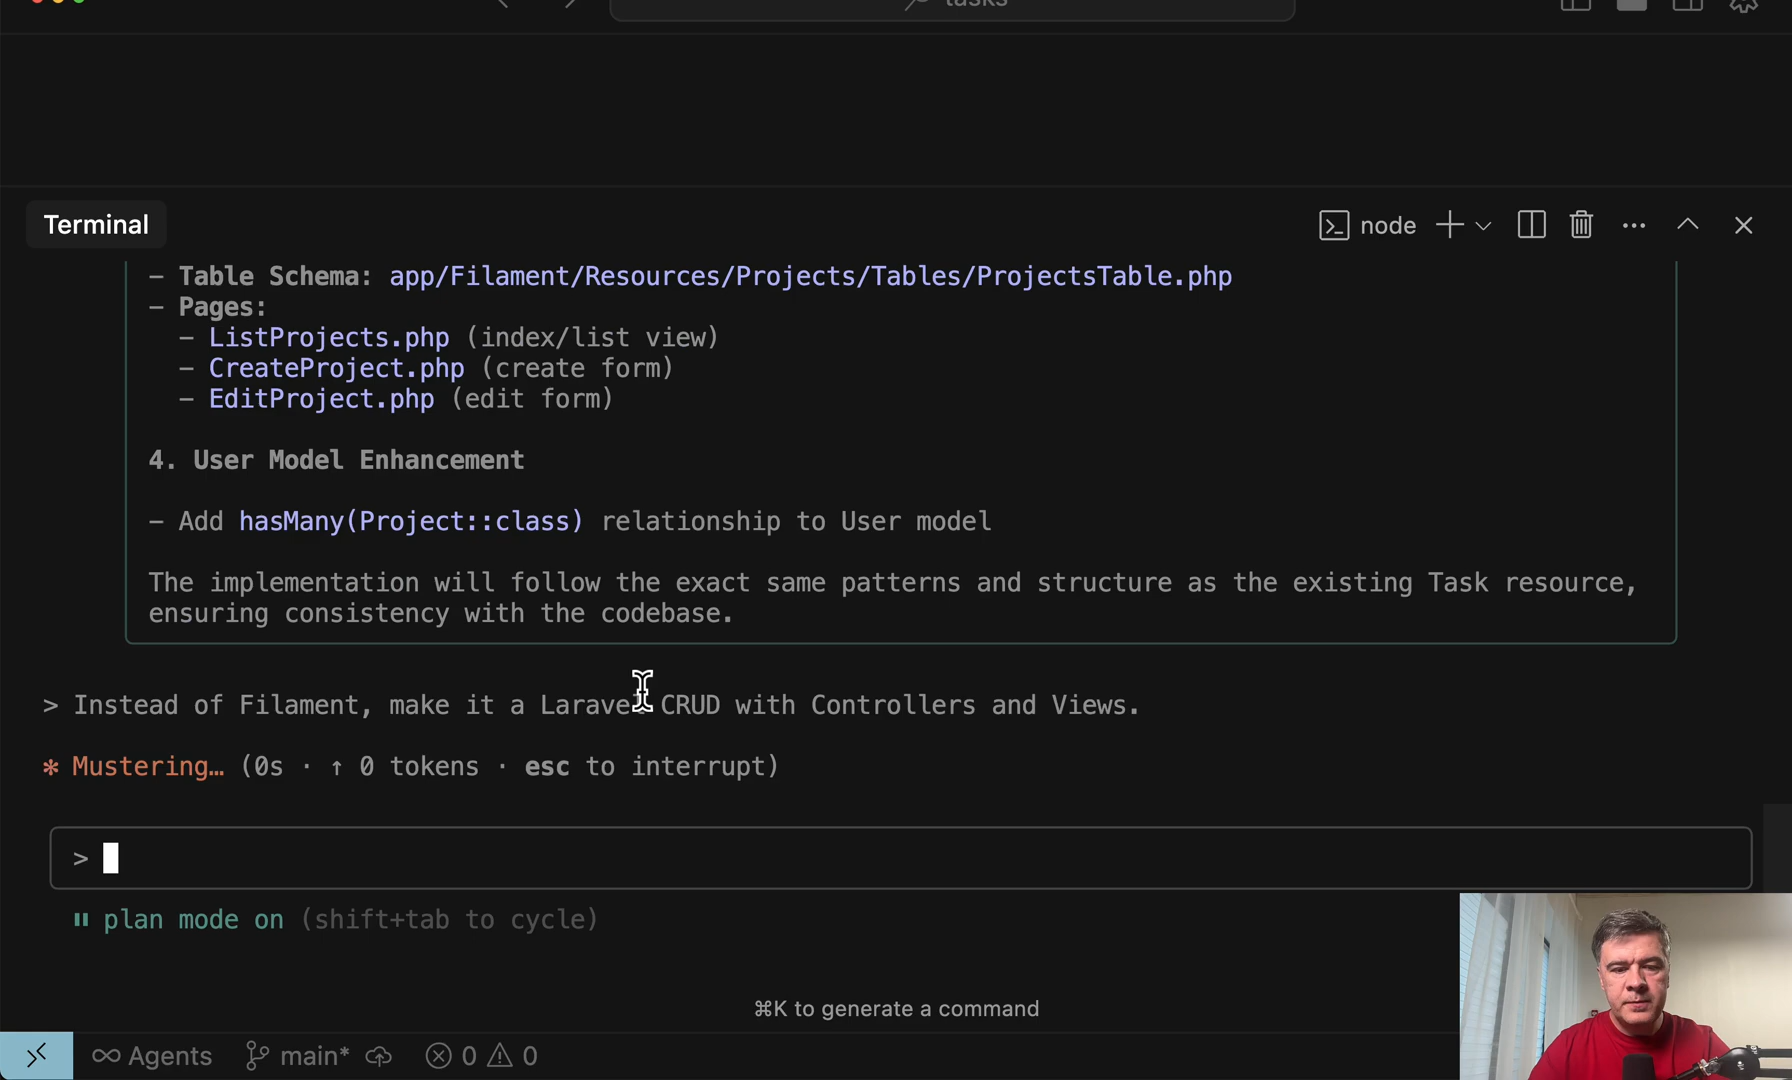 tasks
Terminal
node
– Table Schema: app/Filament/Resources/Projects/Tables/ProjectsTable.php
– Pages:
– ListProjects.php (index/list view)
– CreateProject.php (create form)
– EditProject.php (edit form)
4. User Model Enhancement
– Add hasMany(Project::class) relationship to User model
The implementation will follow the exact same patterns and structure as the existing Task resource,
ensuring consistency with the codebase.
> Instead of Filament, make it a Laravel CRUD with Controllers and Views.
✻ Mustering… (0s · ↑ 0 tokens · esc to interrupt)
>
⏸ plan mode on (shift+tab to cycle)
⌘K to generate a command
Agents main* 0 0